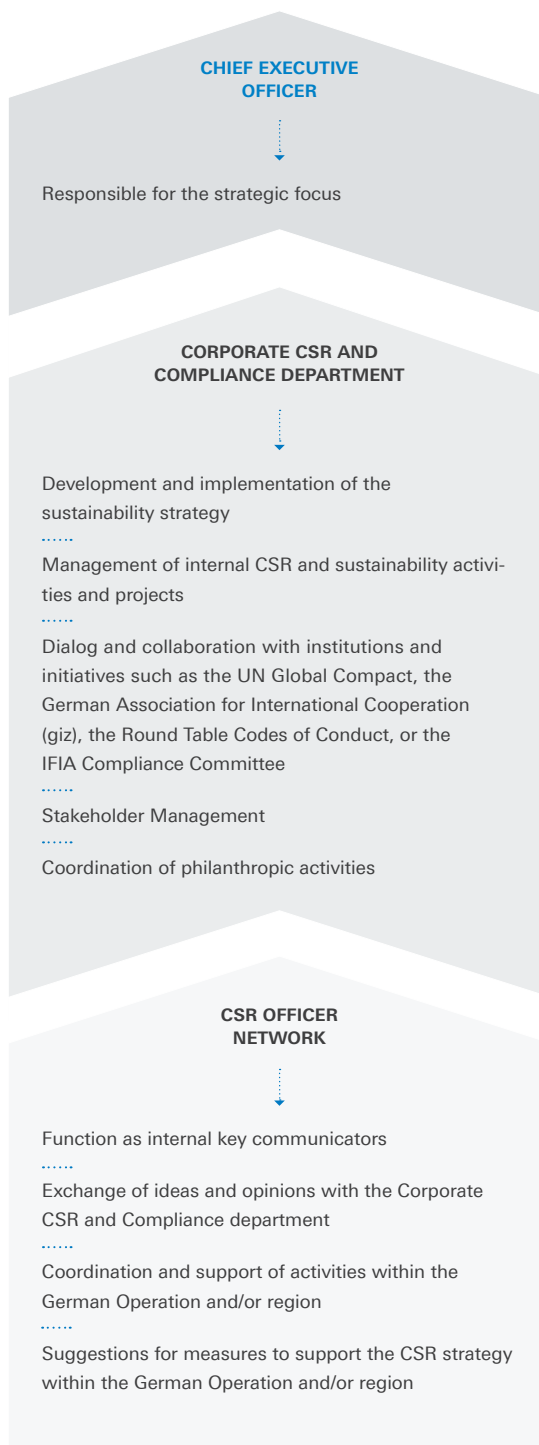 CHIEF EXECUTIVE
OFFICER
Responsible for the strategic focus
CORPORATE CSR AND
COMPLIANCE DEPARTMENT
Development and implementation of the
sustainability strategy
Management of internal CSR and sustainability activi-
ties and projects
Dialog and collaboration with institutions and
initiatives such as the UN Global Compact, the
German Association for International Cooperation
(giz), the Round Table Codes of Conduct, or the
IFIA Compliance Committee
Stakeholder Management
Coordination of philanthropic activities
CSR OFFICER
NETWORK
Function as internal key communicators
Exchange of ideas and opinions with the Corporate
CSR and Compliance department
Coordination and support of activities within the
German Operation and/or region
Suggestions for measures to support the CSR strategy
within the German Operation and/or region